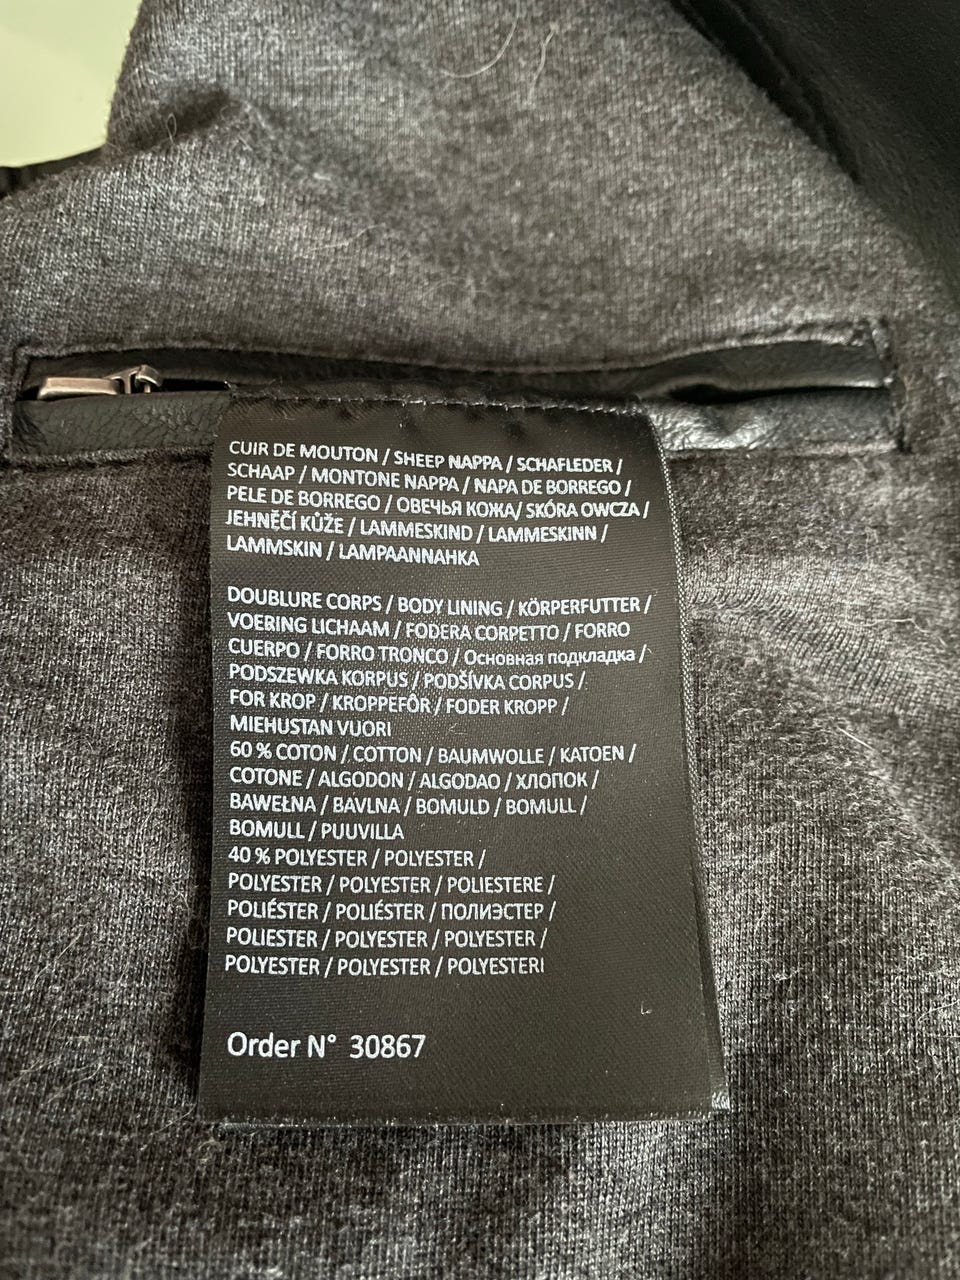 CUIR DE MOUTON / SHEEP NAPPA / SCHAFLEDER /
SCHAAP / MONTONE NAPPA / NAPA DE BORREGO /
PELE DE BORREGO / ОВЕЧЬЯ КОЖА/ SKÓRA OWCZA /
JEHNĚČÍ KŮŽE / LAMMESKIND / LAMMESKINN /
LAMMSKIN / LAMPAANNAHKA
DOUBLURE CORPS / BODY LINING / KÖRPERFUTTER /
VOERING LICHAAM / FODERA CORPETTO / FORRO
CUERPO / FORRO TRONCO / Основная подкладка /
PODSZEWKA KORPUS / PODŠÍVKA CORPUS /
FOR KROP / KROPPEFÔR / FODER KROPP /
MIEHUSTAN VUORI
60 % COTON / COTTON / BAUMWOLLE / KATOEN /
COTONE / ALGODON / ALGODAO / ХЛОПОК /
BAWEŁNA / BAVLNA / BOMULD / BOMULL /
BOMULL / PUUVILLA
40 % POLYESTER / POLYESTER /
POLYESTER / POLYESTER / POLIESTERE /
POLIÉSTER / POLIÉSTER / ПОЛИЭСТЕР /
POLIESTER / POLYESTER / POLYESTER /
POLYESTER / POLYESTER / POLYESTERI
Order N° 30867